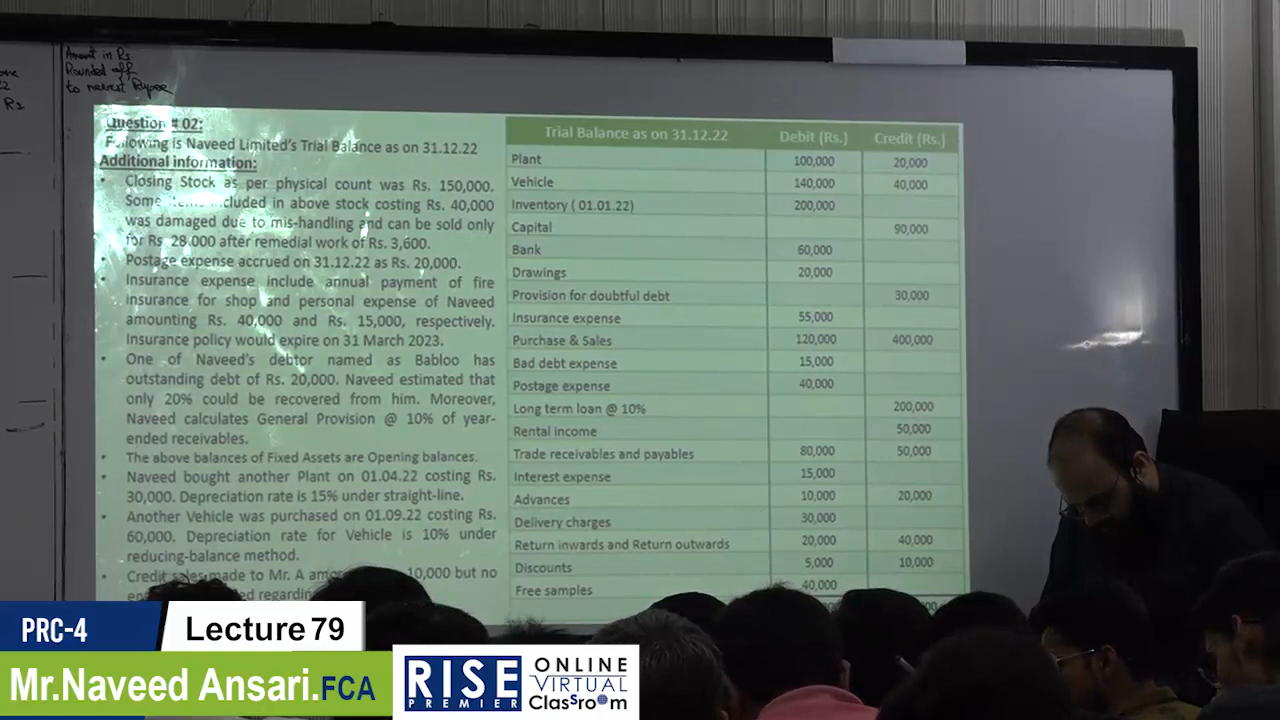 one
22
Rs
Amount in Rs.
Rounded off
to nearest Rupee
Question # 02:
Following is Naveed Limited's Trial Balance as on 31.12.22
Additional information:
• Closing Stock as per physical count was Rs. 150,000.
Some items included in above stock costing Rs. 40,000
was damaged due to mis-handling and can be sold only
for Rs. 28.000 after remedial work of Rs. 3,600.
• Postage expense accrued on 31.12.22 as Rs. 20,000.
• Insurance expense include annual payment of fire
insurance for shop and personal expense of Naveed
amounting Rs. 40,000 and Rs. 15,000, respectively.
Insurance policy would expire on 31 March 2023.
• One of Naveed's debtor named as Babloo has
outstanding debt of Rs. 20,000. Naveed estimated that
only 20% could be recovered from him. Moreover,
Naveed calculates General Provision @ 10% of year-
ended receivables.
• The above balances of Fixed Assets are Opening balances.
• Naveed bought another Plant on 01.04.22 costing Rs.
30,000. Depreciation rate is 15% under straight-line.
• Another Vehicle was purchased on 01.09.22 costing Rs.
60,000. Depreciation rate for Vehicle is 10% under
reducing-balance method.
• Credit sales made to Mr. A 10,000 but no
Trial Balance as on 31.12.22 Debit (Rs.) Credit (Rs.)
Plant 100,000 20,000
Vehicle 140,000 40,000
Inventory ( 01.01.22) 200,000
Capital 90,000
Bank 60,000
Drawings 20,000
Provision for doubtful debt 30,000
Insurance expense 55,000
Purchase & Sales 120,000 400,000
Bad debt expense 15,000
Postage expense 40,000
Long term loan @ 10% 200,000
Rental income 50,000
Trade receivables and payables 80,000 50,000
Interest expense 15,000
Advances 10,000 20,000
Delivery charges 30,000
Return inwards and Return outwards 20,000 40,000
Discounts 5,000 10,000
Free samples 40,000
PRC-4
Lecture 79
Mr.Naveed Ansari.FCA
RISE
PREMIER
ONLINE
VIRTUAL
ClasSroom